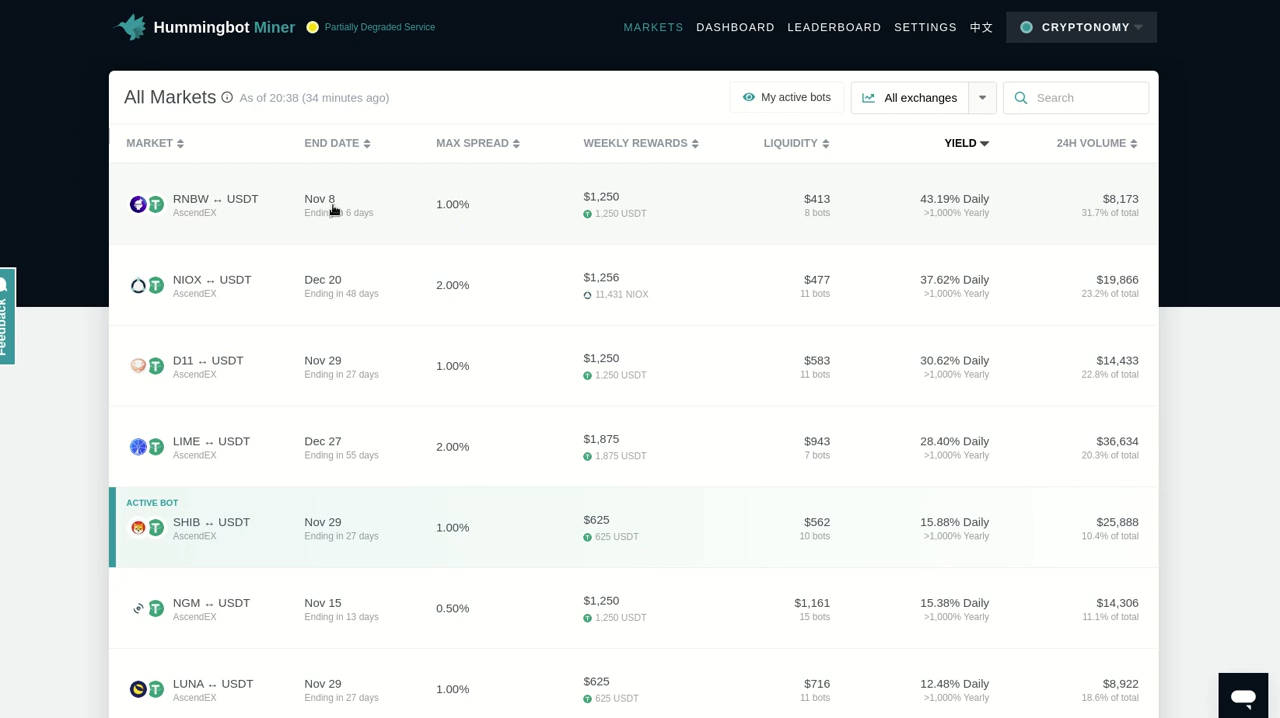 Hummingbot Miner
Partially Degraded Service
MARKETS DASHBOARD LEADERBOARD SETTINGS 中文 CRYPTONOMY
All Markets As of 20:38 (34 minutes ago)
My active bots All exchanges Search
MARKET END DATE MAX SPREAD WEEKLY REWARDS LIQUIDITY YIELD 24H VOLUME
RNBW ↔ USDT Nov 8 1.00% $1,250 $413 43.19% Daily $8,173
AscendEX Ending in 6 days 1,250 USDT 8 bots >1,000% Yearly 31.7% of total
NIOX ↔ USDT Dec 20 2.00% $1,256 $477 37.62% Daily $19,866
AscendEX Ending in 48 days 11,431 NIOX 11 bots >1,000% Yearly 23.2% of total
D11 ↔ USDT Nov 29 1.00% $1,250 $583 30.62% Daily $14,433
AscendEX Ending in 27 days 1,250 USDT 11 bots >1,000% Yearly 22.8% of total
LIME ↔ USDT Dec 27 2.00% $1,875 $943 28.40% Daily $36,634
AscendEX Ending in 55 days 1,875 USDT 7 bots >1,000% Yearly 20.3% of total
ACTIVE BOT
SHIB ↔ USDT Nov 29 1.00% $625 $562 15.88% Daily $25,888
AscendEX Ending in 27 days 625 USDT 10 bots >1,000% Yearly 10.4% of total
NGM ↔ USDT Nov 15 0.50% $1,250 $1,161 15.38% Daily $14,306
AscendEX Ending in 13 days 1,250 USDT 15 bots >1,000% Yearly 11.1% of total
LUNA ↔ USDT Nov 29 1.00% $625 $716 12.48% Daily $8,922
AscendEX Ending in 27 days 625 USDT 11 bots >1,000% Yearly 18.6% of total
Feedback